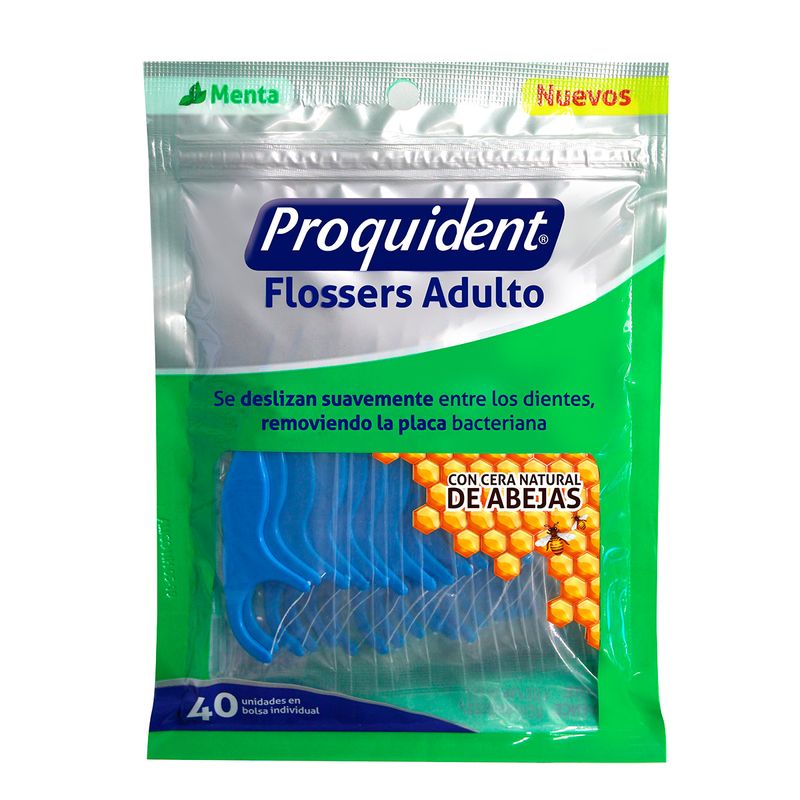 Menta
Nuevos
Proquident®
Flossers Adulto
Se deslizan suavemente entre los dientes,
removiendo la placa bacteriana
CON CERA NATURAL
DE ABEJAS
40 unidades en
bolsa individual